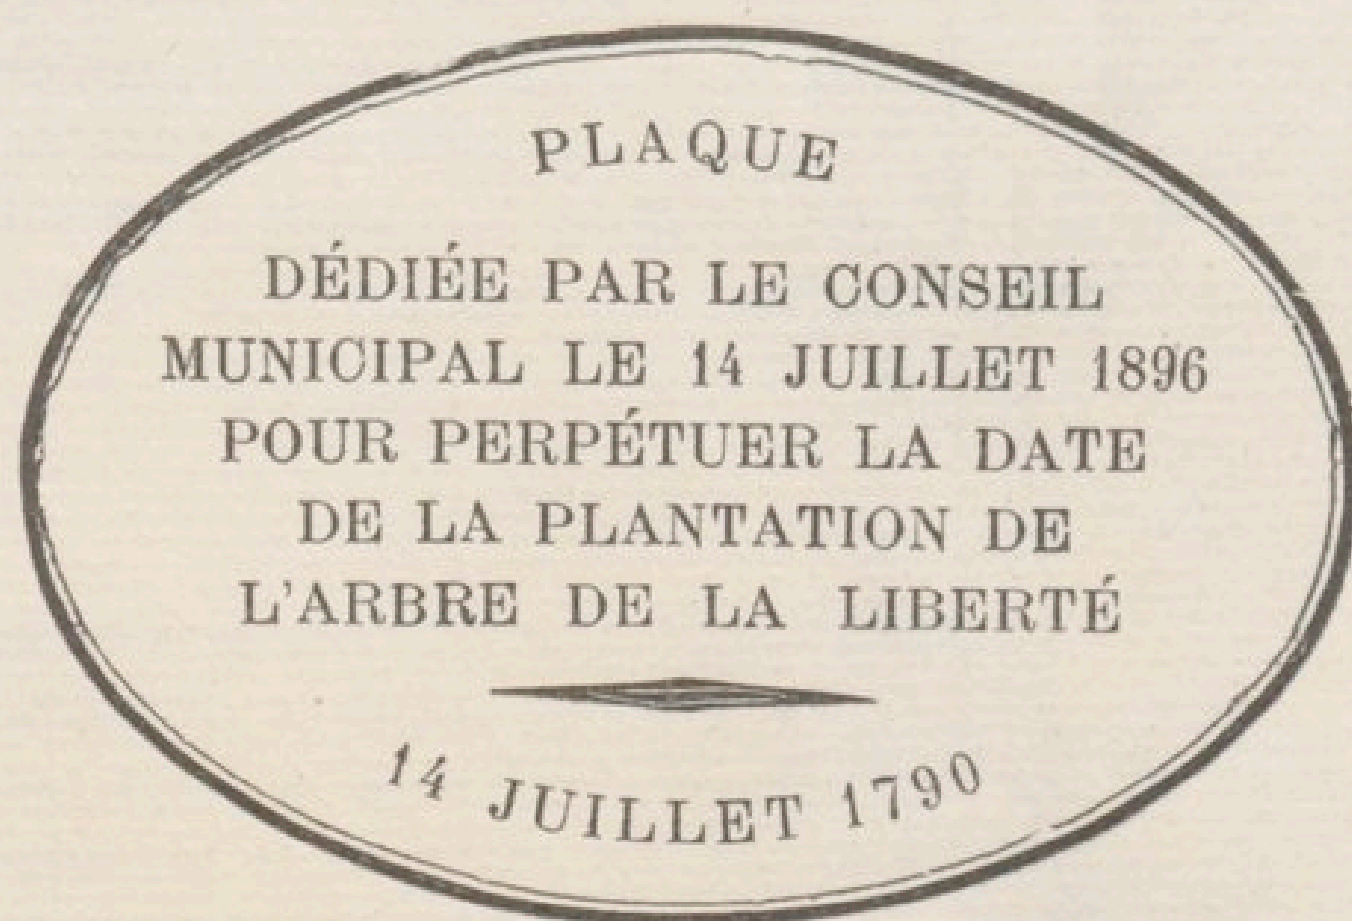 PLAQUE
DÉDIÉE PAR LE CONSEIL
MUNICIPAL LE 14 JUILLET 1896
POUR PERPÉTUER LA DATE
DE LA PLANTATION DE
L'ARBRE DE LA LIBERTÉ
14 JUILLET 1790